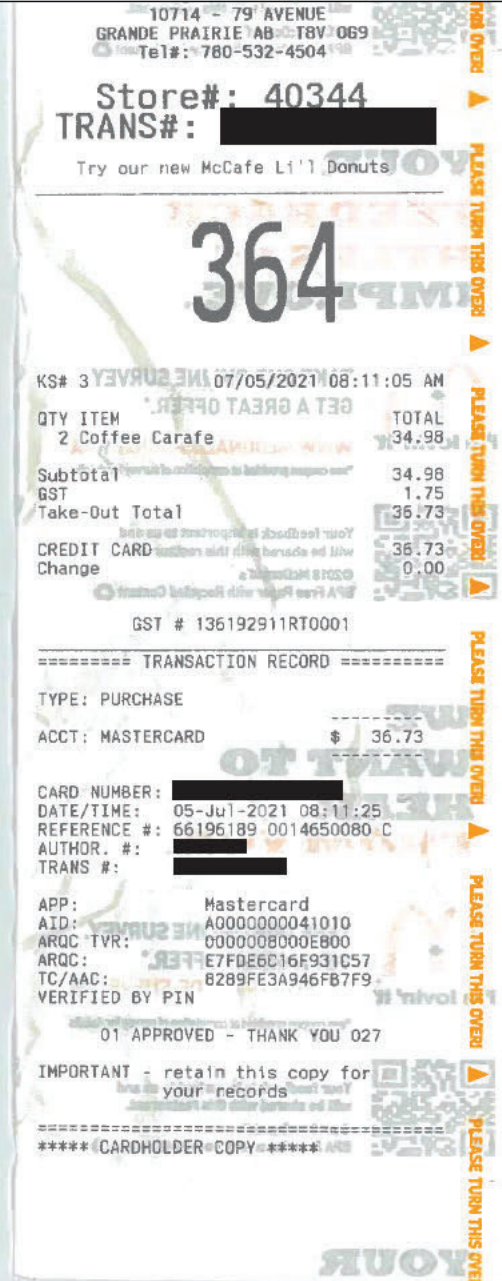 10714 - 79 AVENUE
GRANDE PRAIRIE AB T8V 0G9
Tel#: 780-532-4504
Store#: 40344
TRANS#:
Try our new McCafe Li'l Donuts
364
KS# 3 07/05/2021 08:11:05 AM
QTY ITEM TOTAL
2 Coffee Carafe 34.98
Subtotal 34.98
GST 1.75
Take-Out Total 36.73
CREDIT CARD 36.73
Change 0.00
GST # 136192911RT0001
========= TRANSACTION RECORD ==========
TYPE: PURCHASE
---------
ACCT: MASTERCARD $ 36.73
---------
CARD NUMBER:
DATE/TIME: 05-Jul-2021 08:11:25
REFERENCE #: 66196189 0014650080 C
AUTHOR. #:
TRANS #:
APP: Mastercard
AID: A0000000041010
ARQC TVR: 0000008000E800
ARQC: E7FDE6C16F931C57
TC/AAC: 8289FE3A946FB7F9
VERIFIED BY PIN
01 APPROVED - THANK YOU 027
IMPORTANT - retain this copy for
your records
=======================================
***** CARDHOLDER COPY *****
THIS OVER!
PLEASE TURN THIS OVER!
PLEASE TURN THIS OVER!
PLEASE TURN THIS OVER!
PLEASE TURN THIS OVER!
PLEASE TURN THIS OVE